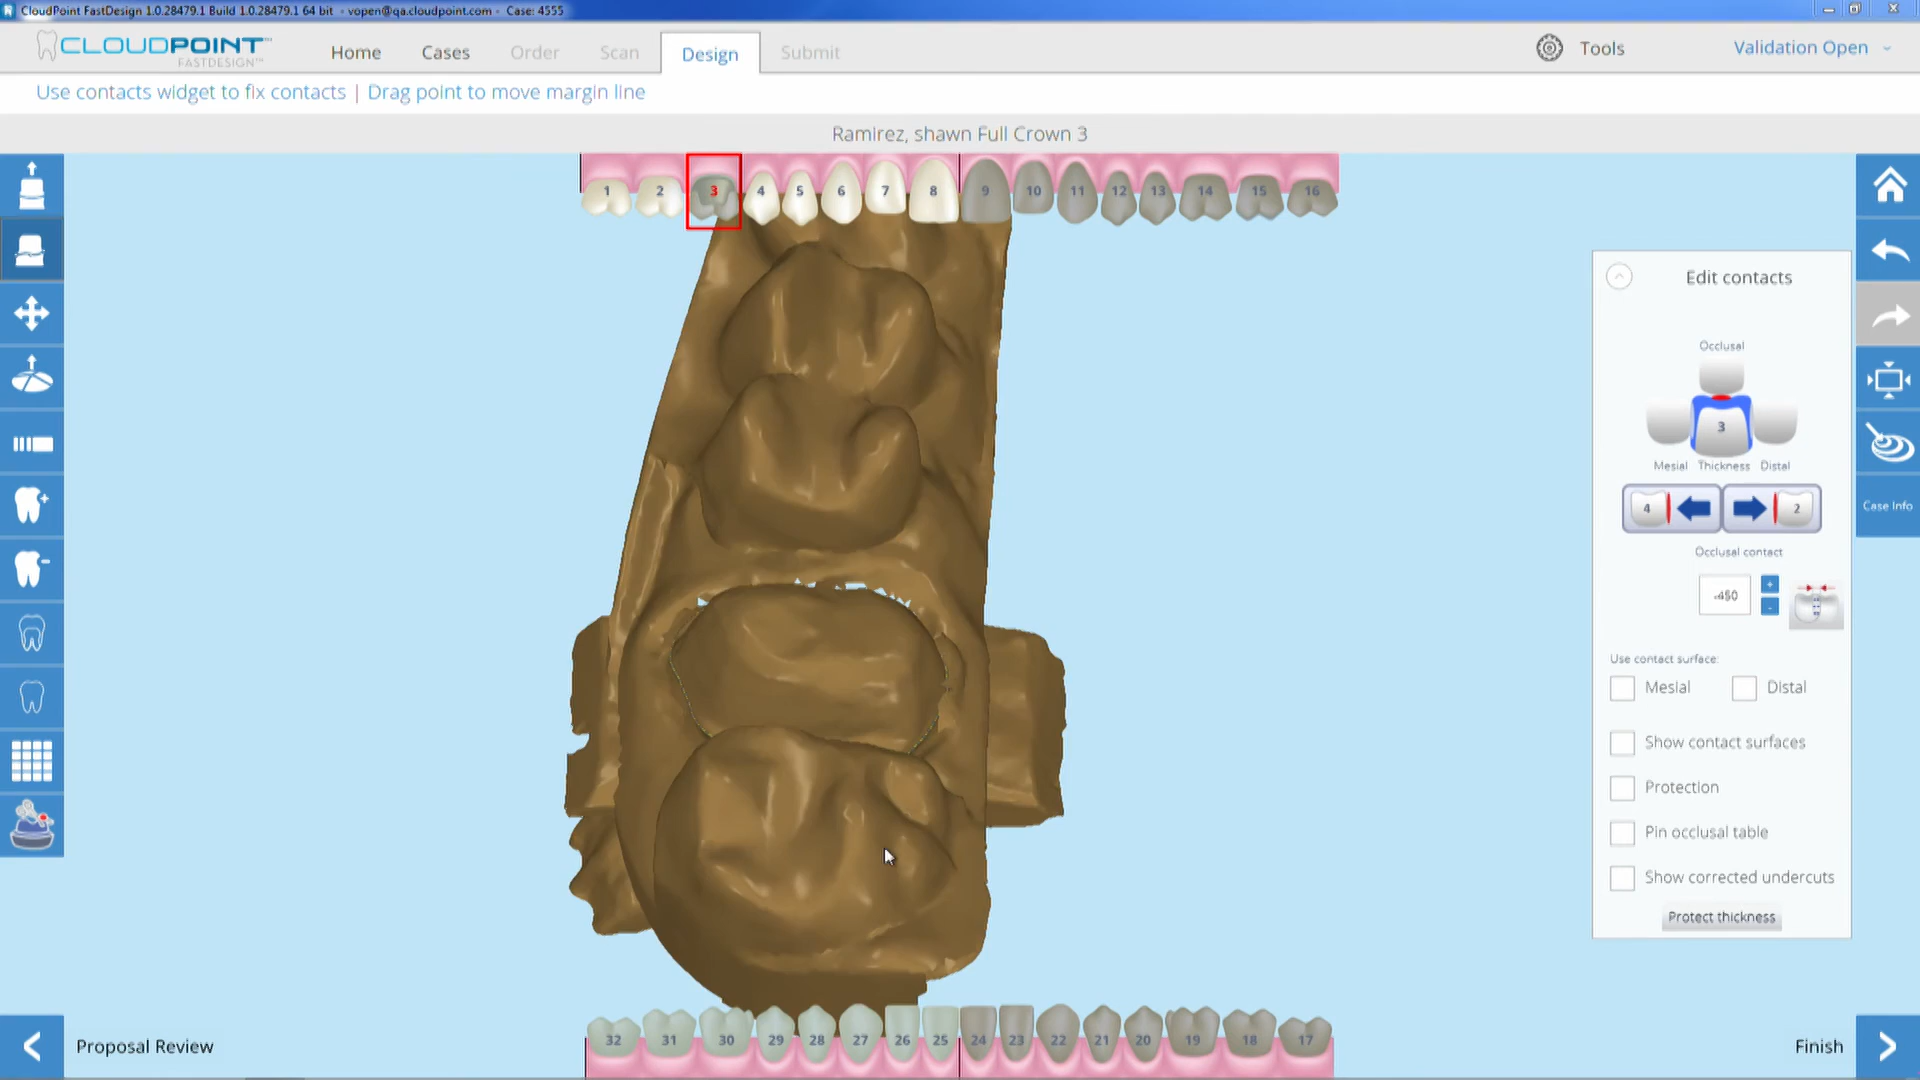 CloudPoint FastDesign 1.0.28479.1 Build 1.0.28479.1 64 bit - vopen@qa.cloudpoint.com - Case: 4555
CLOUDPOINT™
FASTDESIGN™
Home
Cases
Order
Scan
Design
Submit
Tools
Validation Open
Use contacts widget to fix contacts | Drag point to move margin line
Ramirez, shawn Full Crown 3
1 2 3 4 5 6 7 8 9 10 11 12 13 14 15 16
Edit contacts
Occlusal
3
Mesial Thickness Distal
4 2
Occlusal contact
-450
+
-
Use contact surface:
Mesial
Distal
Show contact surfaces
Protection
Pin occlusal table
Show corrected undercuts
Protect thickness
Case Info
32 31 30 29 28 27 26 25 24 23 22 21 20 19 18 17
Proposal Review
Finish